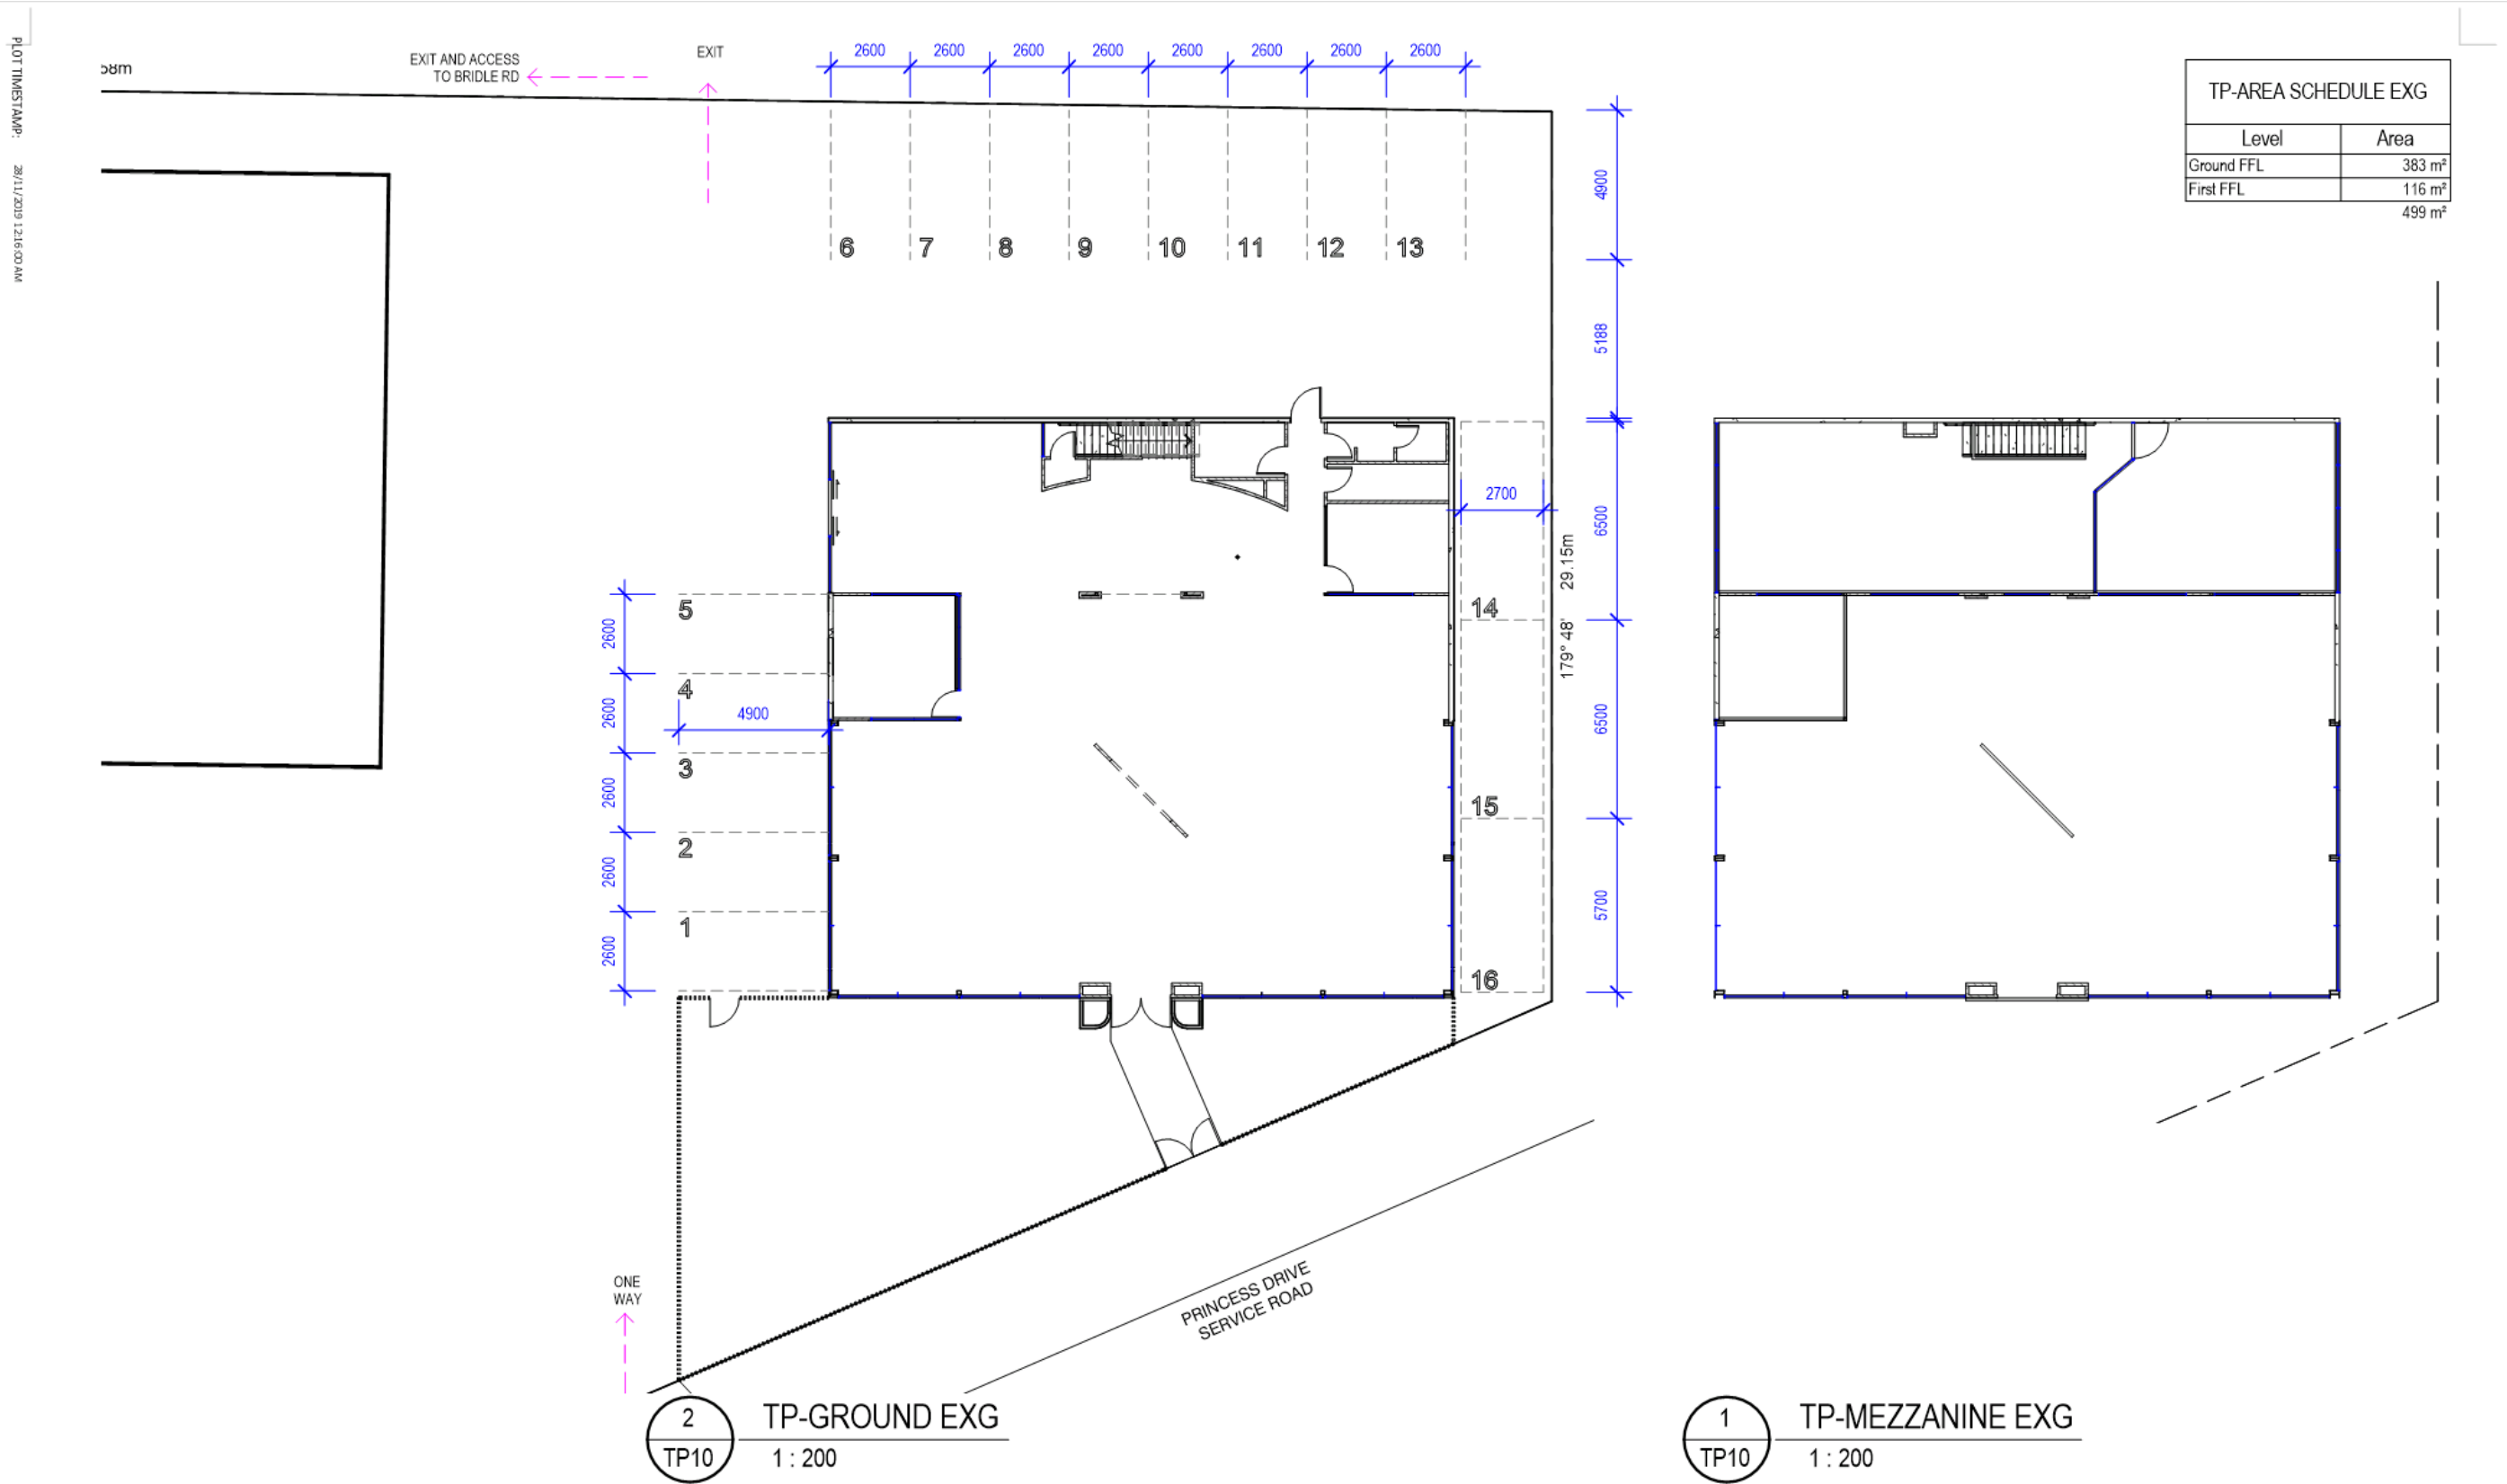 PLOT TIMESTAMP: 28/11/2019 12:16:00 AM
58m
EXIT AND ACCESS
TO BRIDLE RD
EXIT
2600 2600 2600 2600 2600 2600 2600 2600
TP-AREA SCHEDULE EXG
Level Area
Ground FFL 383 m²
First FFL 116 m²
499 m²
4900
6 7 8 9 10 11 12 13
5188
2700
6500
179° 48' 29.15m
5
14
2600
4
2600
4900
6500
3
2600
15
2
2600
5700
1
2600
16
ONE
WAY
PRINCESS DRIVE
SERVICE ROAD
2
TP10
TP-GROUND EXG
1 : 200
1
TP10
TP-MEZZANINE EXG
1 : 200